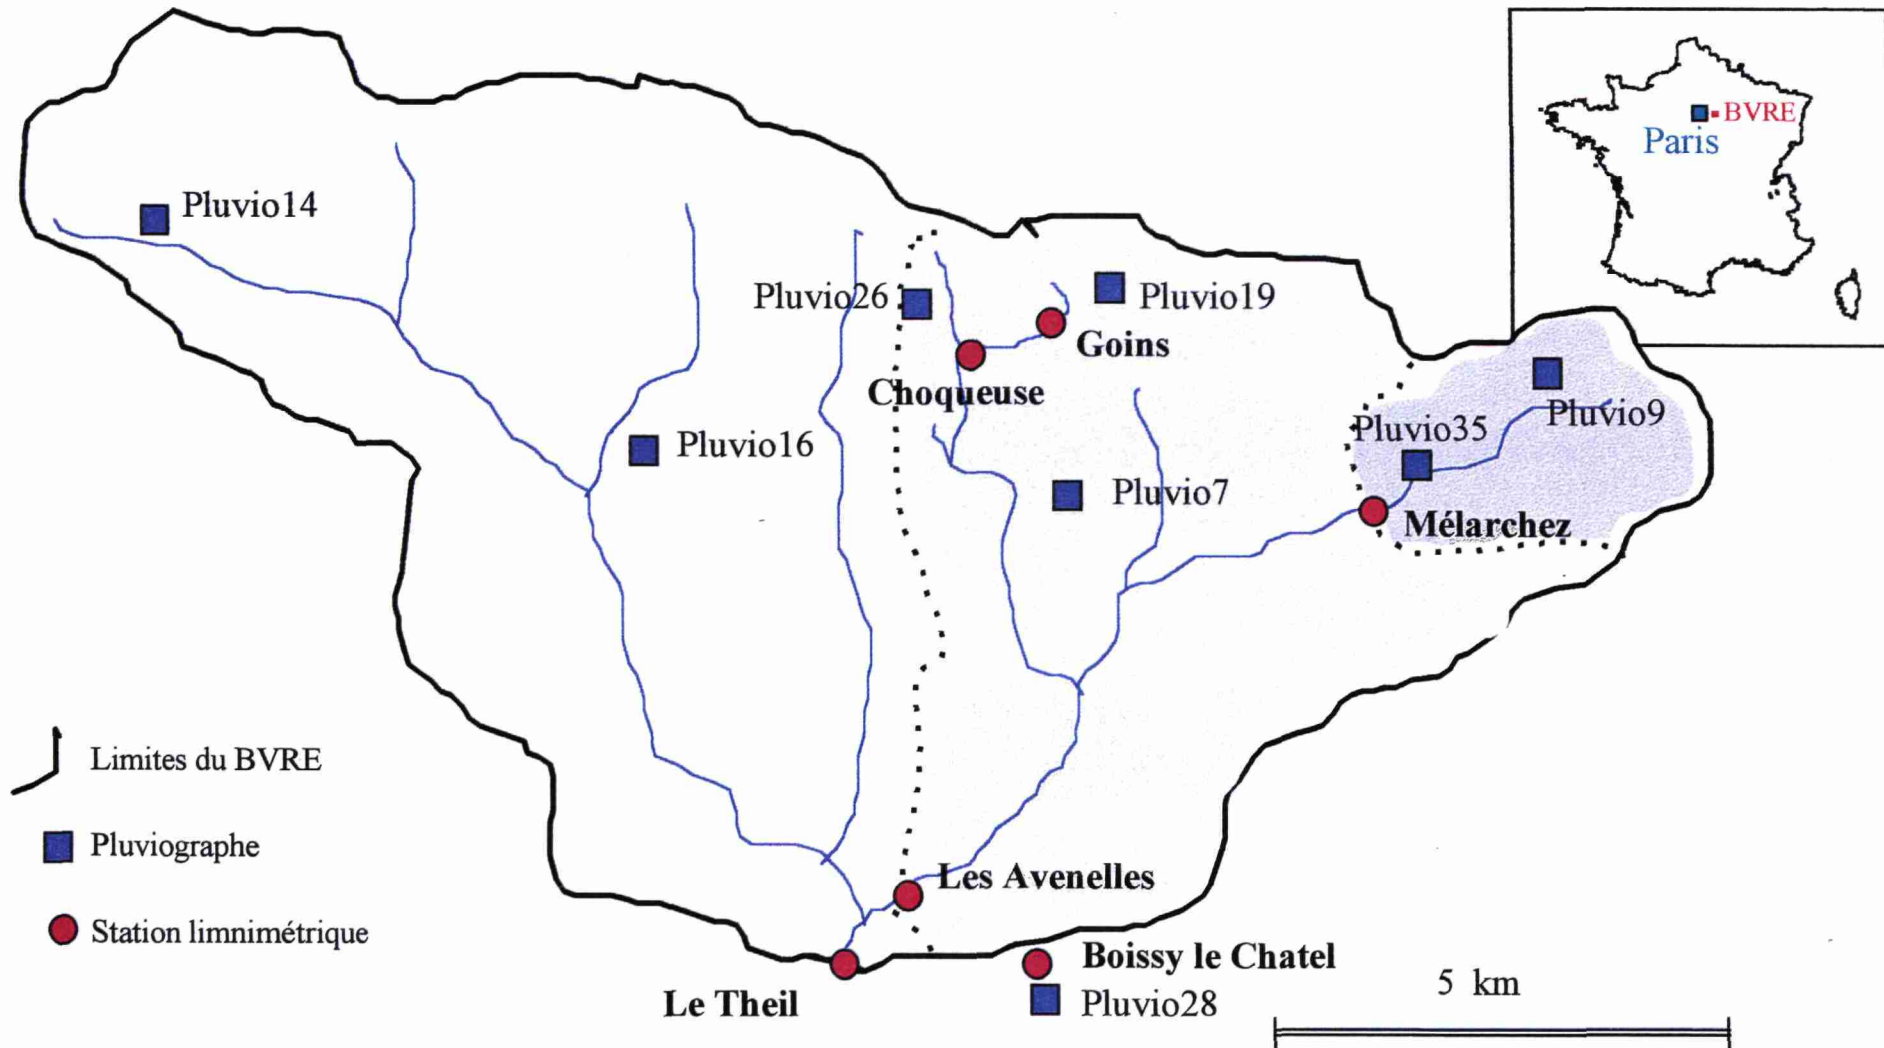 BVRE
Paris
Pluvio14
Pluvio26
Pluvio19
Goins
Choqueuse
Pluvio9
Pluvio35
Pluvio16
Pluvio7
Mélarchez
Limites du BVRE
Pluviographe
Les Avenelles
Station limnimétrique
Boissy le Chatel
5 km
Le Theil
Pluvio28